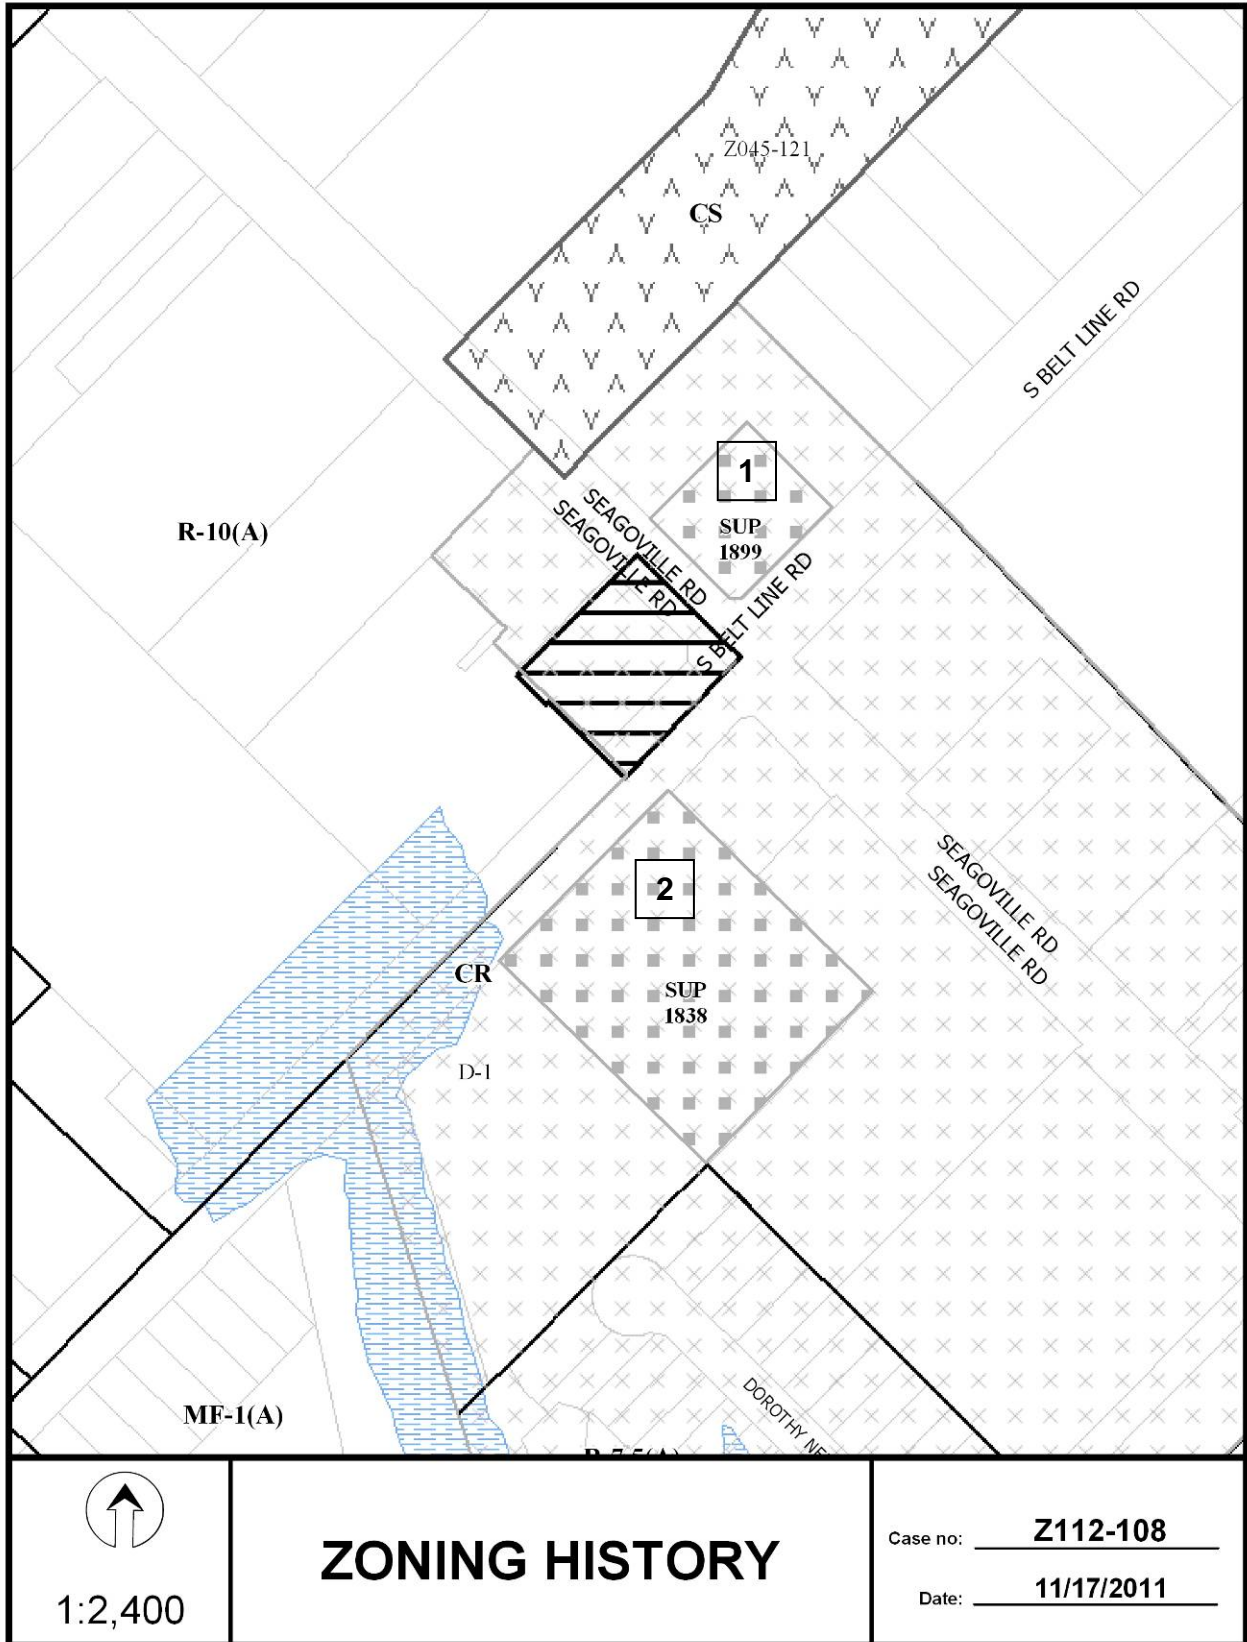 Z045-121
CS
S BELT LINE RD
1
SEAGOVILLE RD
SEAGOVILLE RD
R-10(A)
SUP
1899
S BELT LINE RD
2
SEAGOVILLE RD
SEAGOVILLE RD
CR
SUP
1838
D-1
MF-1(A)
DOROTHY
1:2,400
ZONING HISTORY
Case no: Z112-108
Date: 11/17/2011